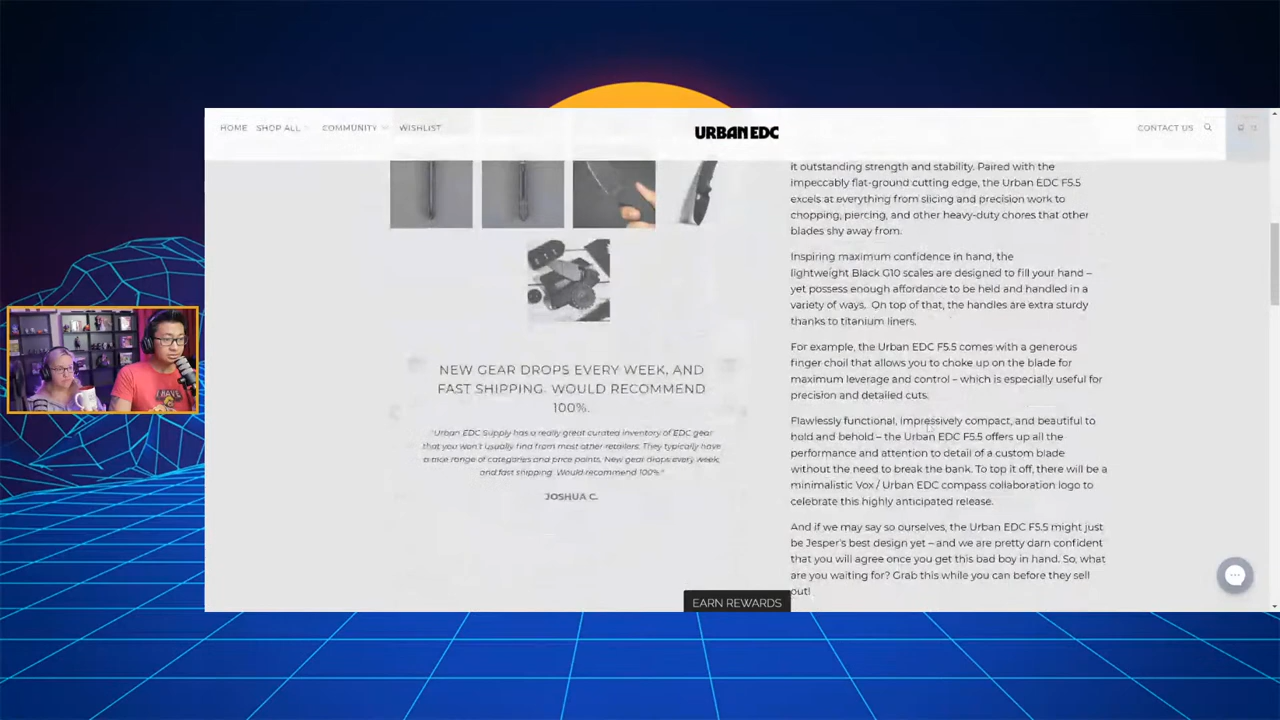 HOME SHOP ALL COMMUNITY WISHLIST
URBAN EDC
CONTACT US
it outstanding strength and stability. Paired with the
impeccably flat-ground cutting edge, the Urban EDC F5.5
excels at everything from slicing and precision work to
chopping, piercing, and other heavy-duty chores that other
blades shy away from.
Inspiring maximum confidence in hand, the
lightweight Black G10 scales are designed to fill your hand –
yet possess enough affordance to be held and handled in a
variety of ways. On top of that, the handles are extra sturdy
thanks to titanium liners.
For example, the Urban EDC F5.5 comes with a generous
finger choil that allows you to choke up on the blade for
maximum leverage and control – which is especially useful for
precision and detailed cuts.
Flawlessly functional, impressively compact, and beautiful to
hold and behold – the Urban EDC F5.5 offers up all the
performance and attention to detail of a custom blade
without the need to break the bank. To top it off, there will be a
minimalistic Vox / Urban EDC compass collaboration logo to
celebrate this highly anticipated release.
And if we may say so ourselves, the Urban EDC F5.5 might just
be Jesper's best design yet – and we are pretty darn confident
that you will agree once you get this bad boy in hand. So, what
are you waiting for? Grab this while you can before they sell
out!
NEW GEAR DROPS EVERY WEEK, AND
FAST SHIPPING. WOULD RECOMMEND
100%.
"Urban EDC Supply has a really great curated inventory of EDC gear
that you won't usually find from most other retailers. They typically have
a nice range of categories and price points. New gear drops every week,
and fast shipping. Would recommend 100%."
JOSHUA C.
EARN REWARDS